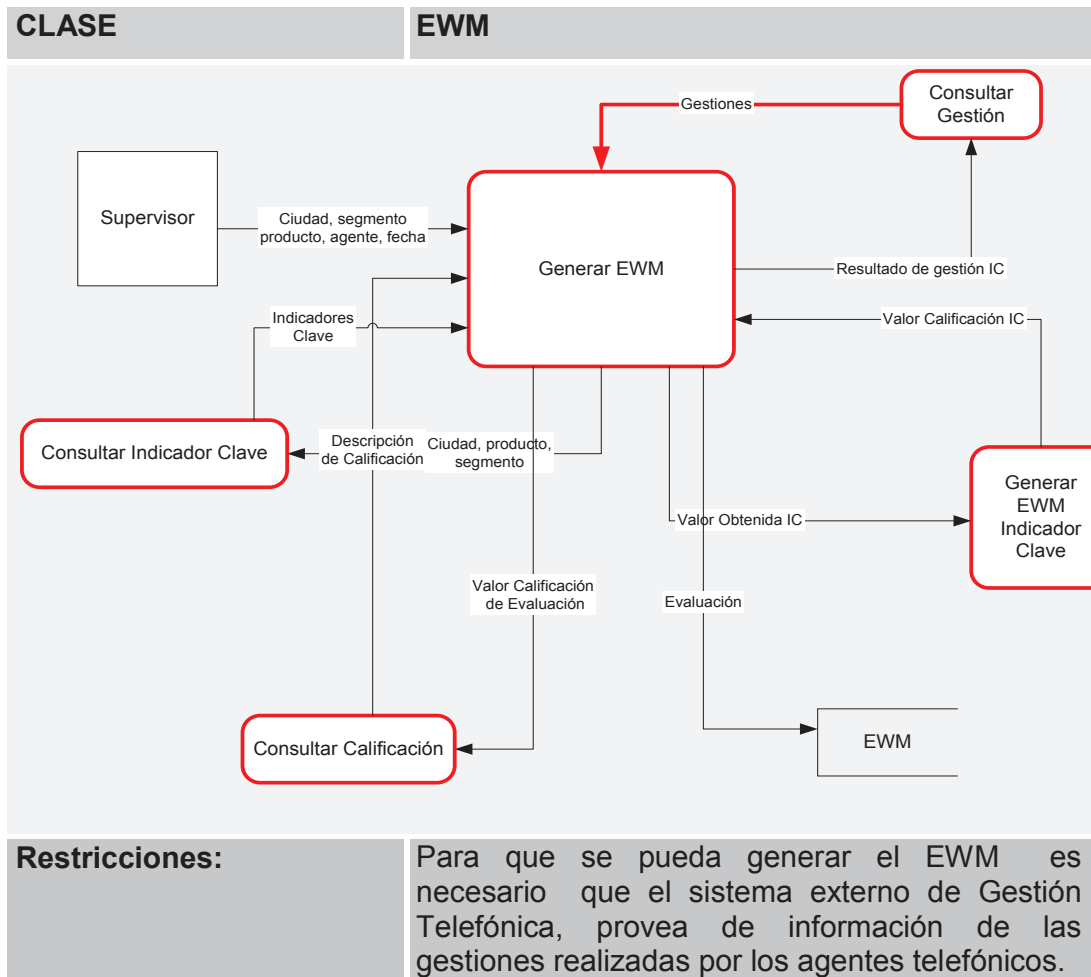 CLASE
EWM
Consultar
Gestión
Gestiones
Supervisor
Ciudad, segmento
producto, agente, fecha
Generar EWM
Resultado de gestión IC
Indicadores
Clave
Valor Calificación IC
Consultar Indicador Clave
Descripción
de Calificación
Ciudad, producto,
segmento
Generar
EWM
Indicador
Clave
Valor Obtenida IC
Valor Calificación
de Evaluación
Evaluación
Consultar Calificación
EWM
Restricciones:
Para que se pueda generar el EWM es
necesario que el sistema externo de Gestión
Telefónica, provea de información de las
gestiones realizadas por los agentes telefónicos.